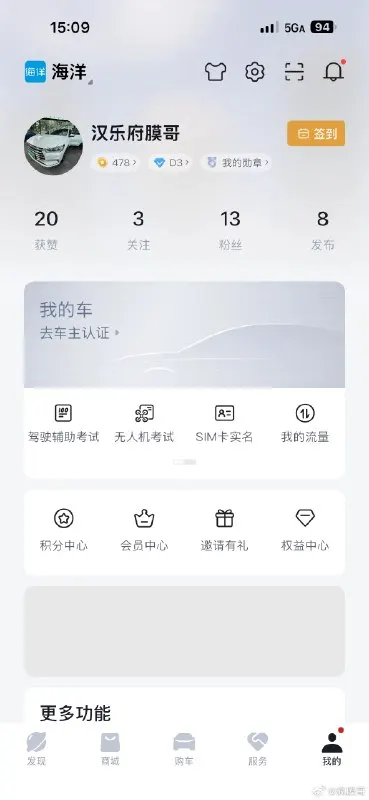 15:09
5GA 94
海洋 海洋
汉乐府膜哥
签到
478
D3
我的勋章
20 3 13 8
获赞 关注 粉丝 发布
我的车
去车主认证
100
驾驶辅助考试 无人机考试 SIM卡实名 我的流量
积分中心 会员中心 邀请有礼 权益中心
更多功能
发现 商城 购车 服务 我的